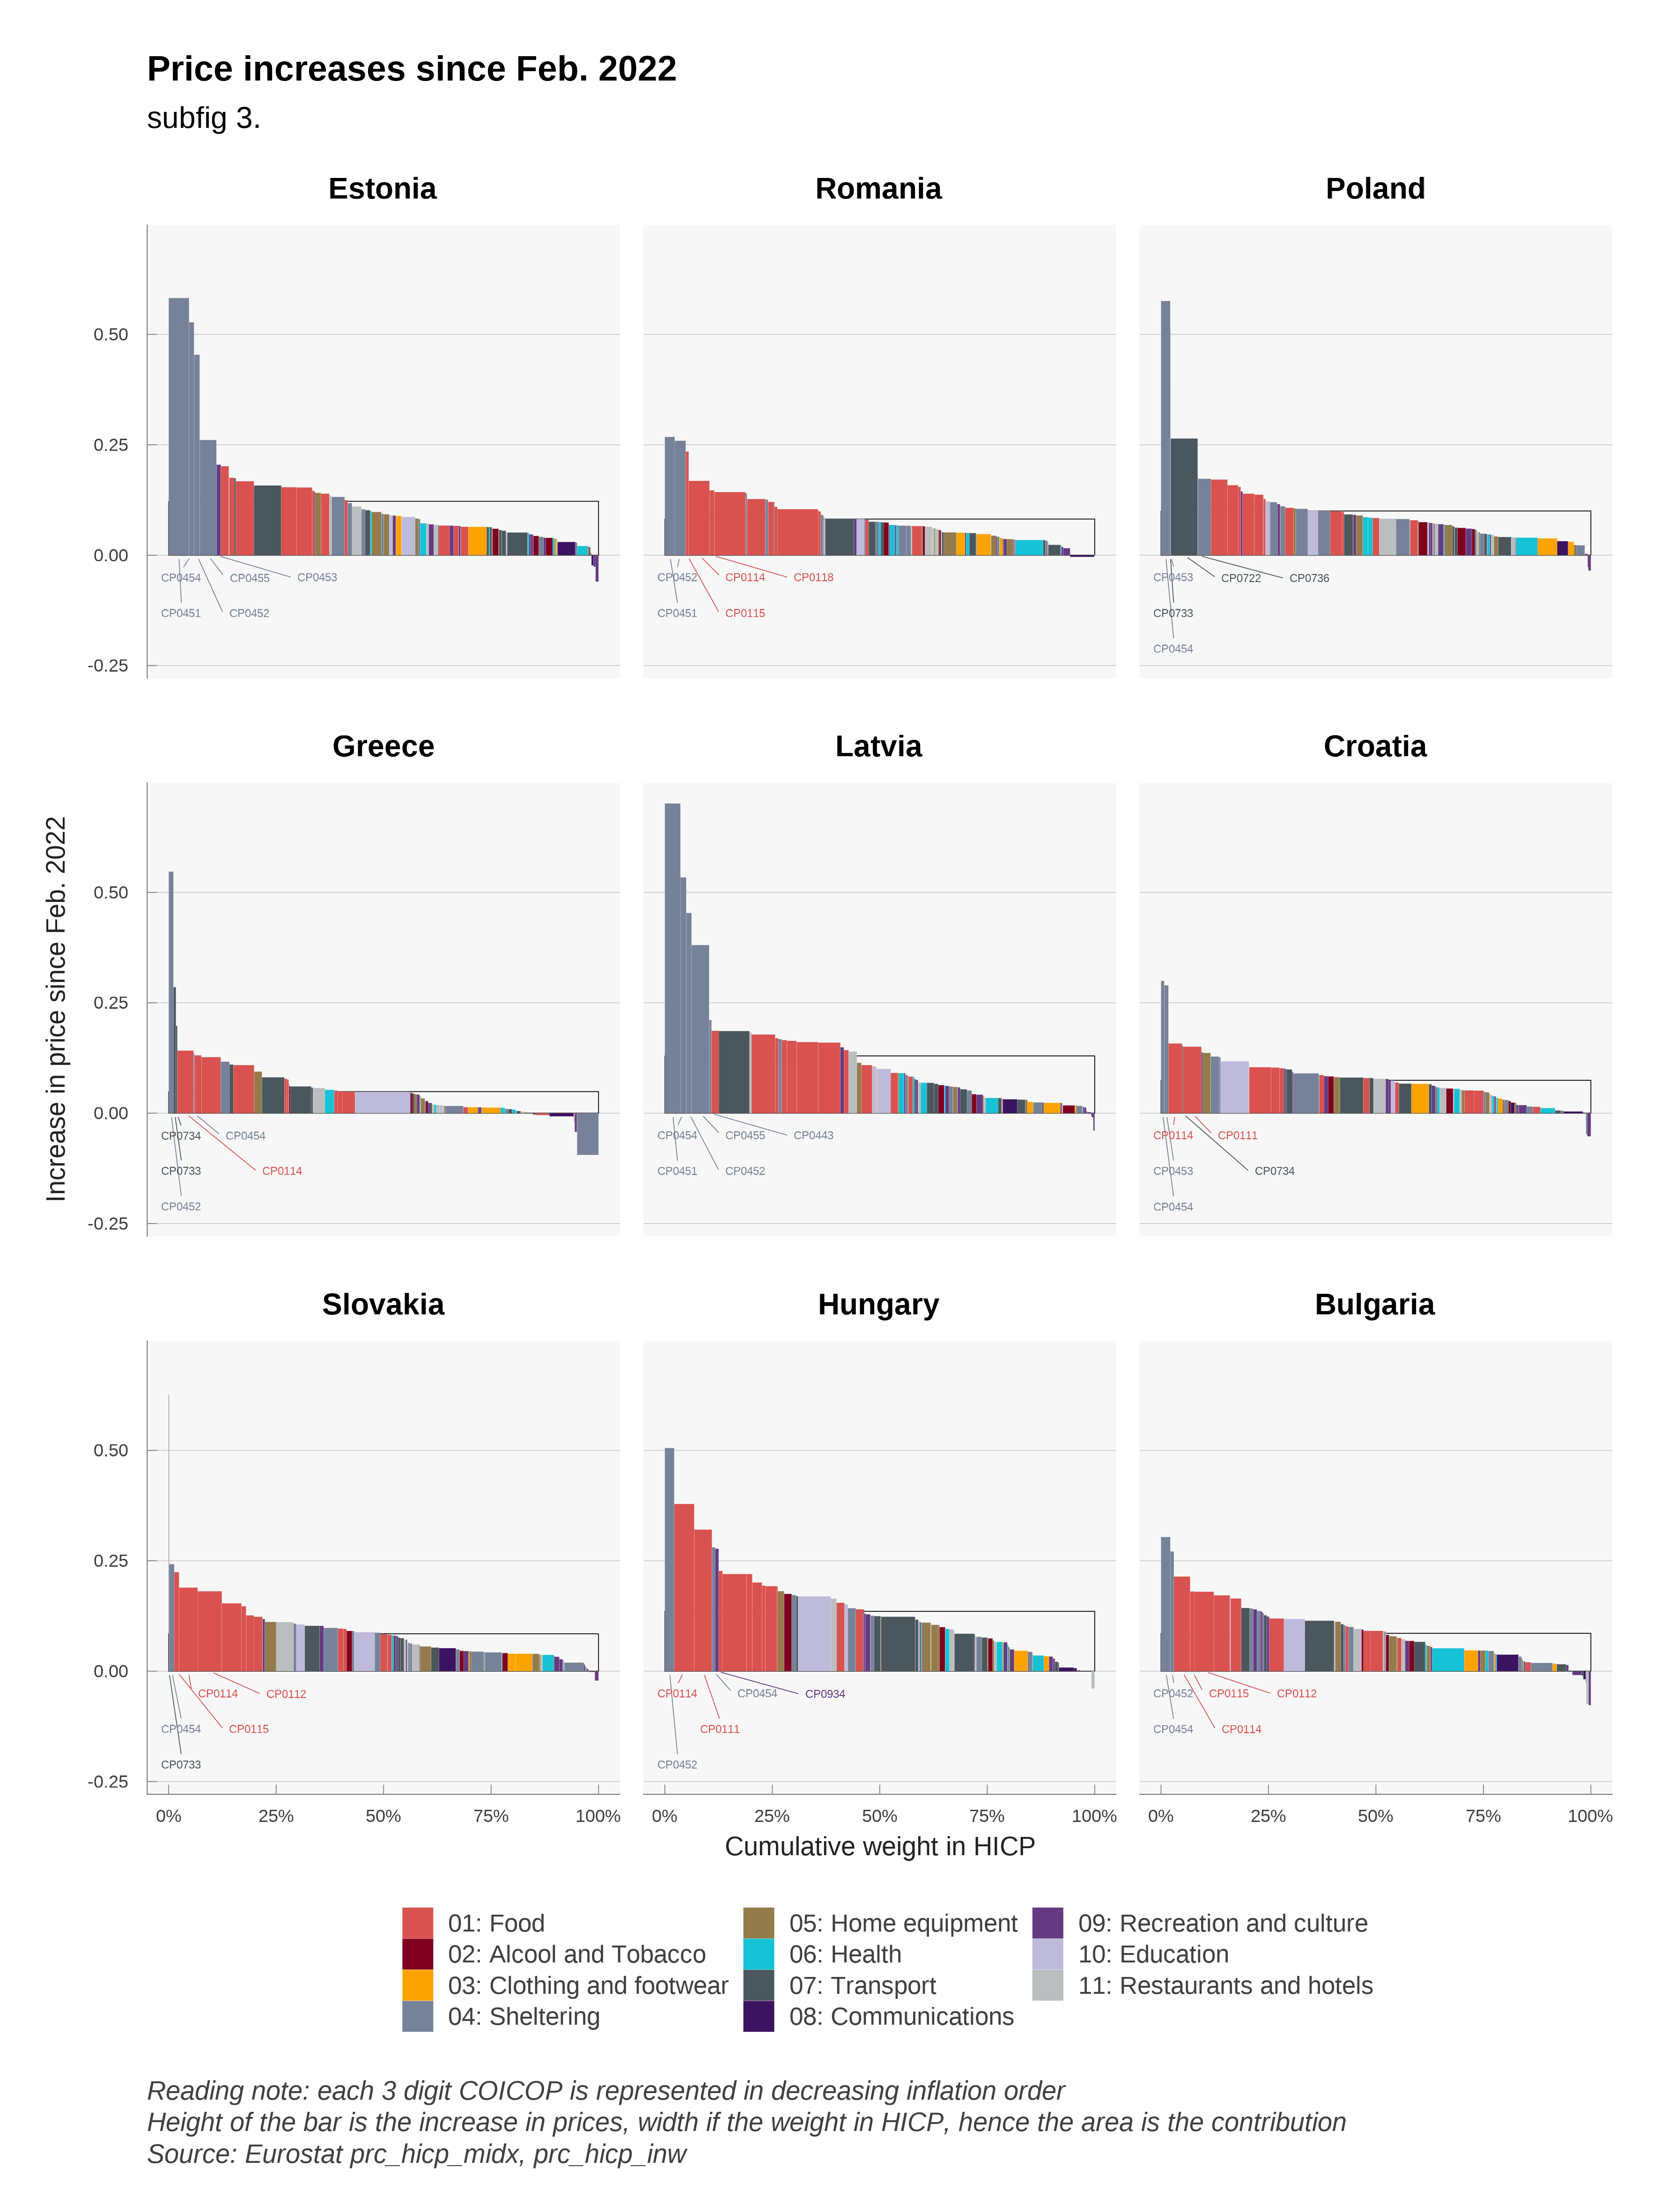 Price increases since Feb. 2022
subfig 3.
Estonia
Romania
Poland
0.50
0.25
0.00
-0.25
CP0454
CP0455
CP0453
CP0451
CP0452
CP0452
CP0114
CP0118
CP0451
CP0115
CP0453
CP0722
CP0736
CP0733
CP0454
Greece
Latvia
Croatia
Increase in price since Feb. 2022
0.50
0.25
0.00
-0.25
CP0734
CP0454
CP0733
CP0114
CP0452
CP0454
CP0455
CP0443
CP0451
CP0452
CP0114
CP0111
CP0453
CP0734
CP0454
Slovakia
Hungary
Bulgaria
0.50
0.25
0.00
-0.25
CP0114
CP0112
CP0454
CP0115
CP0733
CP0114
CP0454
CP0934
CP0111
CP0452
CP0452
CP0115
CP0112
CP0454
CP0114
0% 25% 50% 75% 100%
0% 25% 50% 75% 100%
0% 25% 50% 75% 100%
Cumulative weight in HICP
01: Food
02: Alcool and Tobacco
03: Clothing and footwear
04: Sheltering
05: Home equipment
06: Health
07: Transport
08: Communications
09: Recreation and culture
10: Education
11: Restaurants and hotels
Reading note: each 3 digit COICOP is represented in decreasing inflation order
Height of the bar is the increase in prices, width if the weight in HICP, hence the area is the contribution
Source: Eurostat prc_hicp_midx, prc_hicp_inw